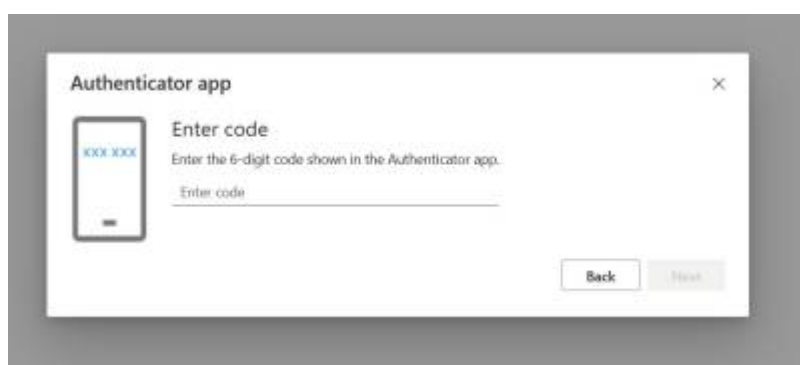 Authenticator app
XXX XXX
Enter code
Enter the 6-digit code shown in the Authenticator app.
Enter code
Back
Next